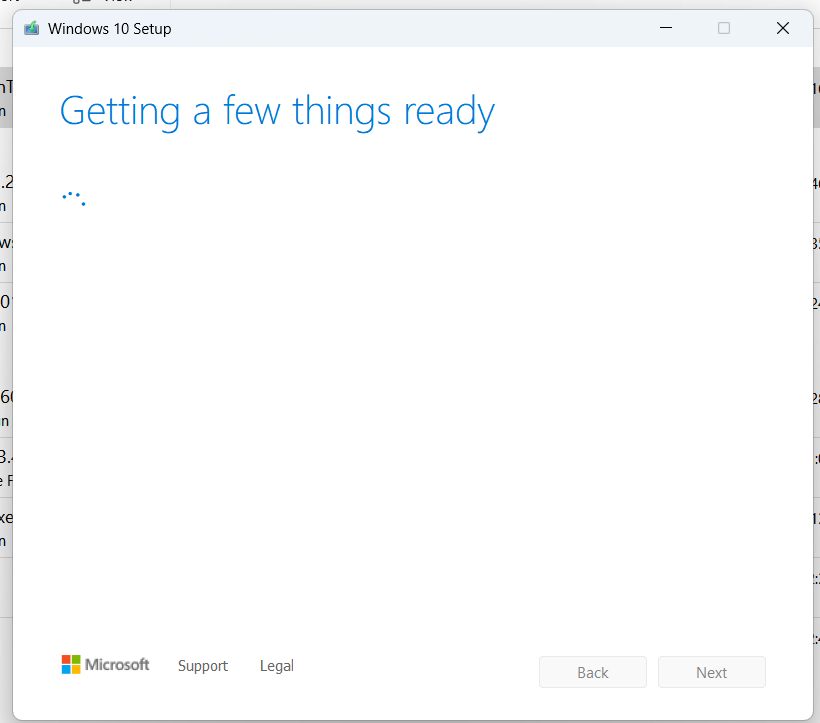 Windows 10 Setup
Getting a few things ready
Microsoft
Support
Legal
Back
Next